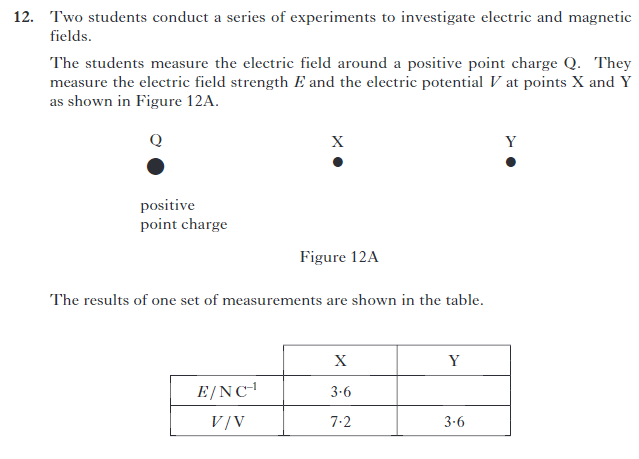 12. Two students conduct a series of experiments to investigate electric and magnetic
fields.
The students measure the electric field around a positive point charge Q. They
measure the electric field strength E and the electric potential V at points X and Y
as shown in Figure 12A.
Q X Y
positive
point charge
Figure 12A
The results of one set of measurements are shown in the table.
X Y
E/N C⁻¹ 3·6
V/V 7·2 3·6